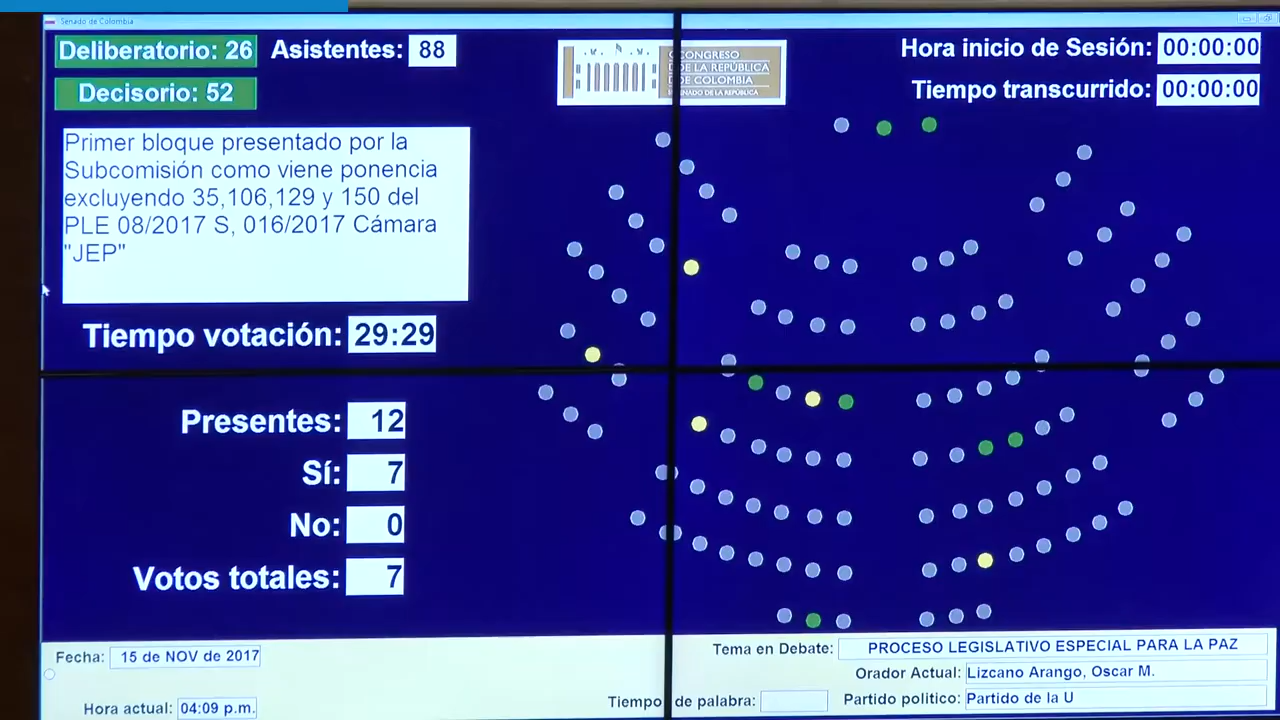 Senado de Colombia
Deliberatorio: 26
Asistentes: 88
Decisorio: 52
CONGRESO
DE LA REPÚBLICA
DE COLOMBIA
SENADO DE LA REPÚBLICA
Hora inicio de Sesión: 00:00:00
Tiempo transcurrido: 00:00:00
Primer bloque presentado por la
Subcomisión como viene ponencia
excluyendo 35,106,129 y 150 del
PLE 08/2017 S, 016/2017 Cámara
"JEP"
Tiempo votación: 29:29
Presentes: 12
Sí: 7
No: 0
Votos totales: 7
Fecha: 15 de NOV de 2017
Hora actual: 04:09 p.m.
Tema en Debate: PROCESO LEGISLATIVO ESPECIAL PARA LA PAZ
Orador Actual: Lizcano Arango, Oscar M.
Tiempo de palabra:
Partido politico: Partido de la U